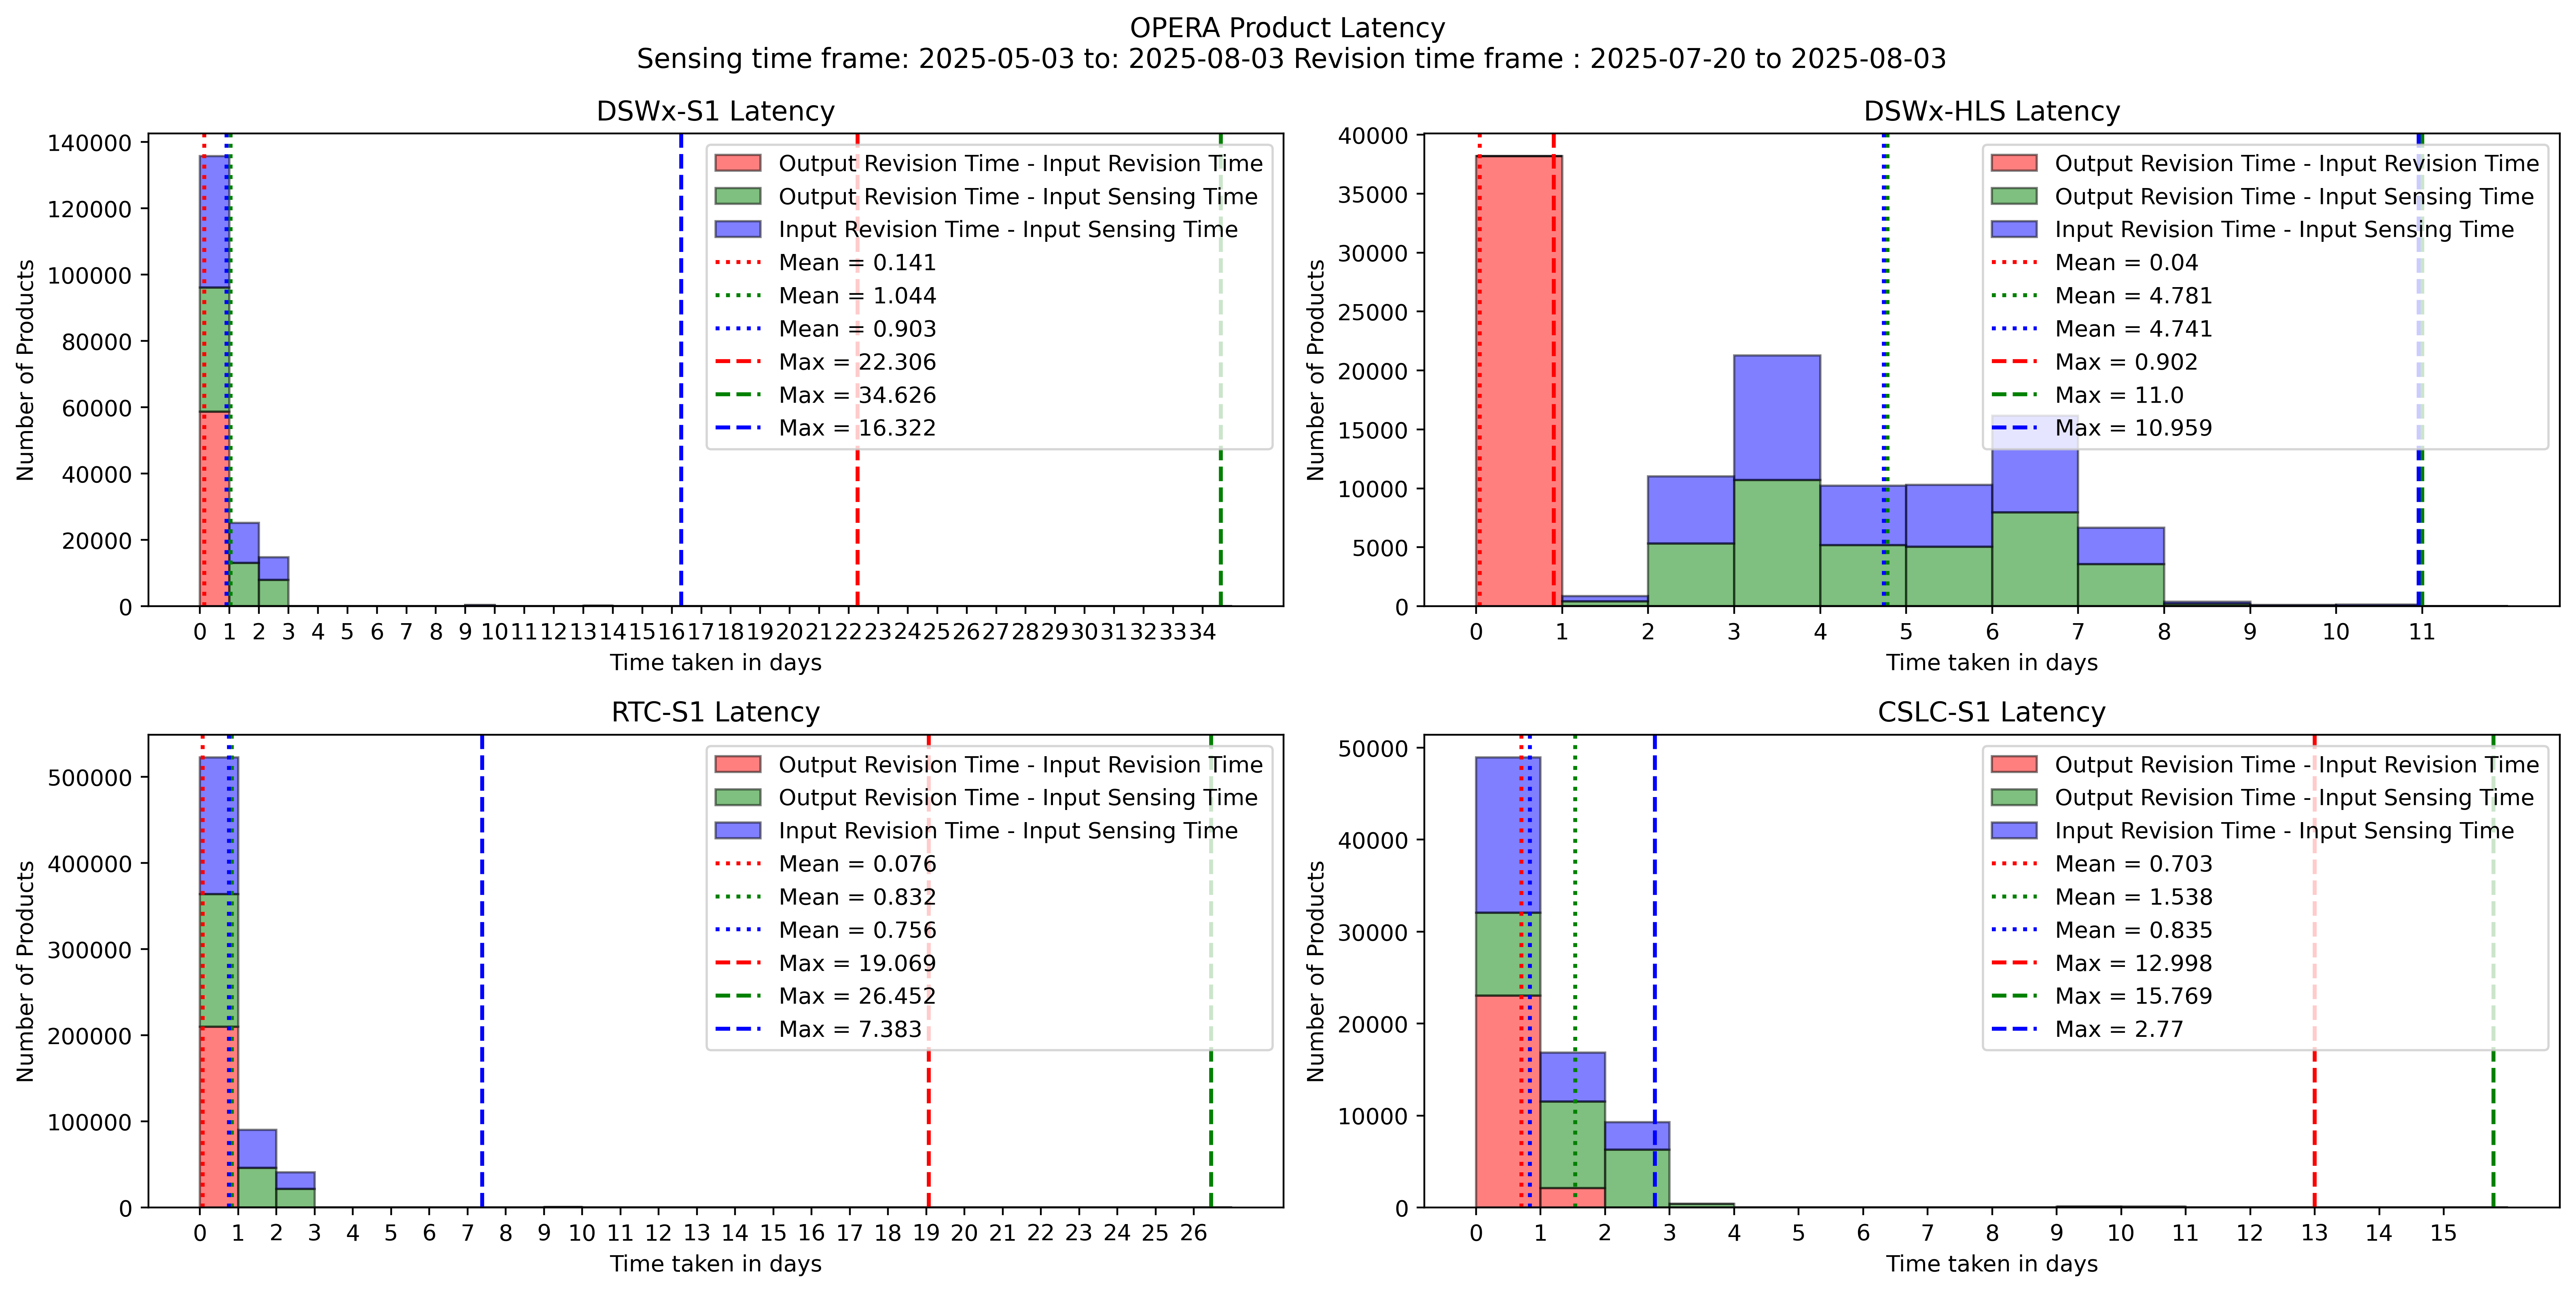 OPERA Product Latency
Sensing time frame: 2025-05-03 to: 2025-08-03 Revision time frame : 2025-07-20 to 2025-08-03
DSWx-S1 Latency
Number of Products
140000
120000
100000
80000
60000
40000
20000
0
Output Revision Time - Input Revision Time
Output Revision Time - Input Sensing Time
Input Revision Time - Input Sensing Time
Mean = 0.141
Mean = 1.044
Mean = 0.903
Max = 22.306
Max = 34.626
Max = 16.322
0 1 2 3 4 5 6 7 8 9 10 11 12 13 14 15 16 17 18 19 20 21 22 23 24 25 26 27 28 29 30 31 32 33 34
Time taken in days
DSWx-HLS Latency
Number of Products
40000
35000
30000
25000
20000
15000
10000
5000
0
Output Revision Time - Input Revision Time
Output Revision Time - Input Sensing Time
Input Revision Time - Input Sensing Time
Mean = 0.04
Mean = 4.781
Mean = 4.741
Max = 0.902
Max = 11.0
Max = 10.959
0 1 2 3 4 5 6 7 8 9 10 11
Time taken in days
RTC-S1 Latency
Number of Products
500000
400000
300000
200000
100000
0
Output Revision Time - Input Revision Time
Output Revision Time - Input Sensing Time
Input Revision Time - Input Sensing Time
Mean = 0.076
Mean = 0.832
Mean = 0.756
Max = 19.069
Max = 26.452
Max = 7.383
0 1 2 3 4 5 6 7 8 9 10 11 12 13 14 15 16 17 18 19 20 21 22 23 24 25 26
Time taken in days
CSLC-S1 Latency
Number of Products
50000
40000
30000
20000
10000
0
Output Revision Time - Input Revision Time
Output Revision Time - Input Sensing Time
Input Revision Time - Input Sensing Time
Mean = 0.703
Mean = 1.538
Mean = 0.835
Max = 12.998
Max = 15.769
Max = 2.77
0 1 2 3 4 5 6 7 8 9 10 11 12 13 14 15
Time taken in days